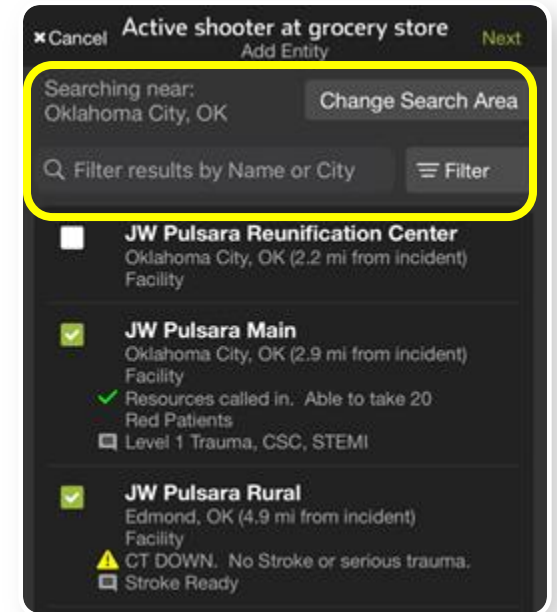 ✖Cancel Active shooter at grocery store Next
Add Entity
Searching near:
Oklahoma City, OK
Change Search Area
Filter results by Name or City
Filter
JW Pulsara Reunification Center
Oklahoma City, OK (2.2 mi from incident)
Facility
JW Pulsara Main
Oklahoma City, OK (2.9 mi from incident)
Facility
Resources called in. Able to take 20
Red Patients
Level 1 Trauma, CSC, STEMI
JW Pulsara Rural
Edmond, OK (4.9 mi from incident)
Facility
CT DOWN. No Stroke or serious trauma.
Stroke Ready